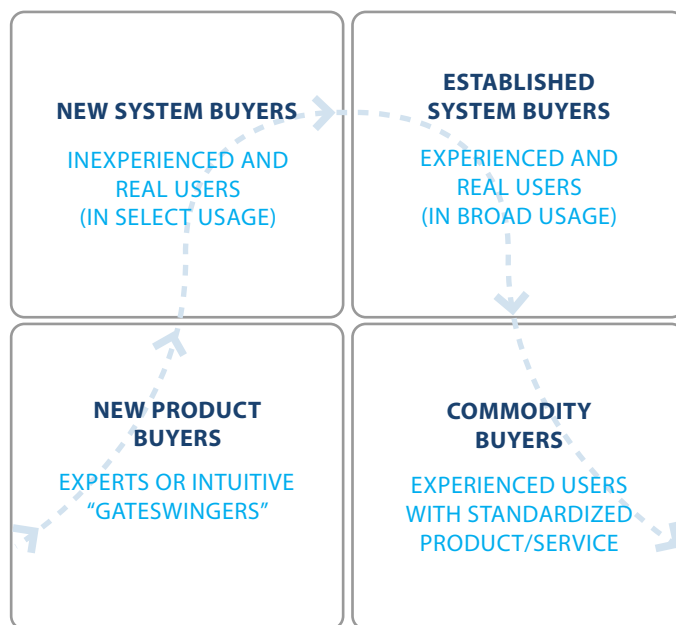 NEW SYSTEM BUYERS
INEXPERIENCED AND
REAL USERS
(IN SELECT USAGE)
ESTABLISHED
SYSTEM BUYERS
EXPERIENCED AND
REAL USERS
(IN BROAD USAGE)
NEW PRODUCT
BUYERS
EXPERTS OR INTUITIVE
“GATESWINGERS”
COMMODITY
BUYERS
EXPERIENCED USERS
WITH STANDARDIZED
PRODUCT/SERVICE